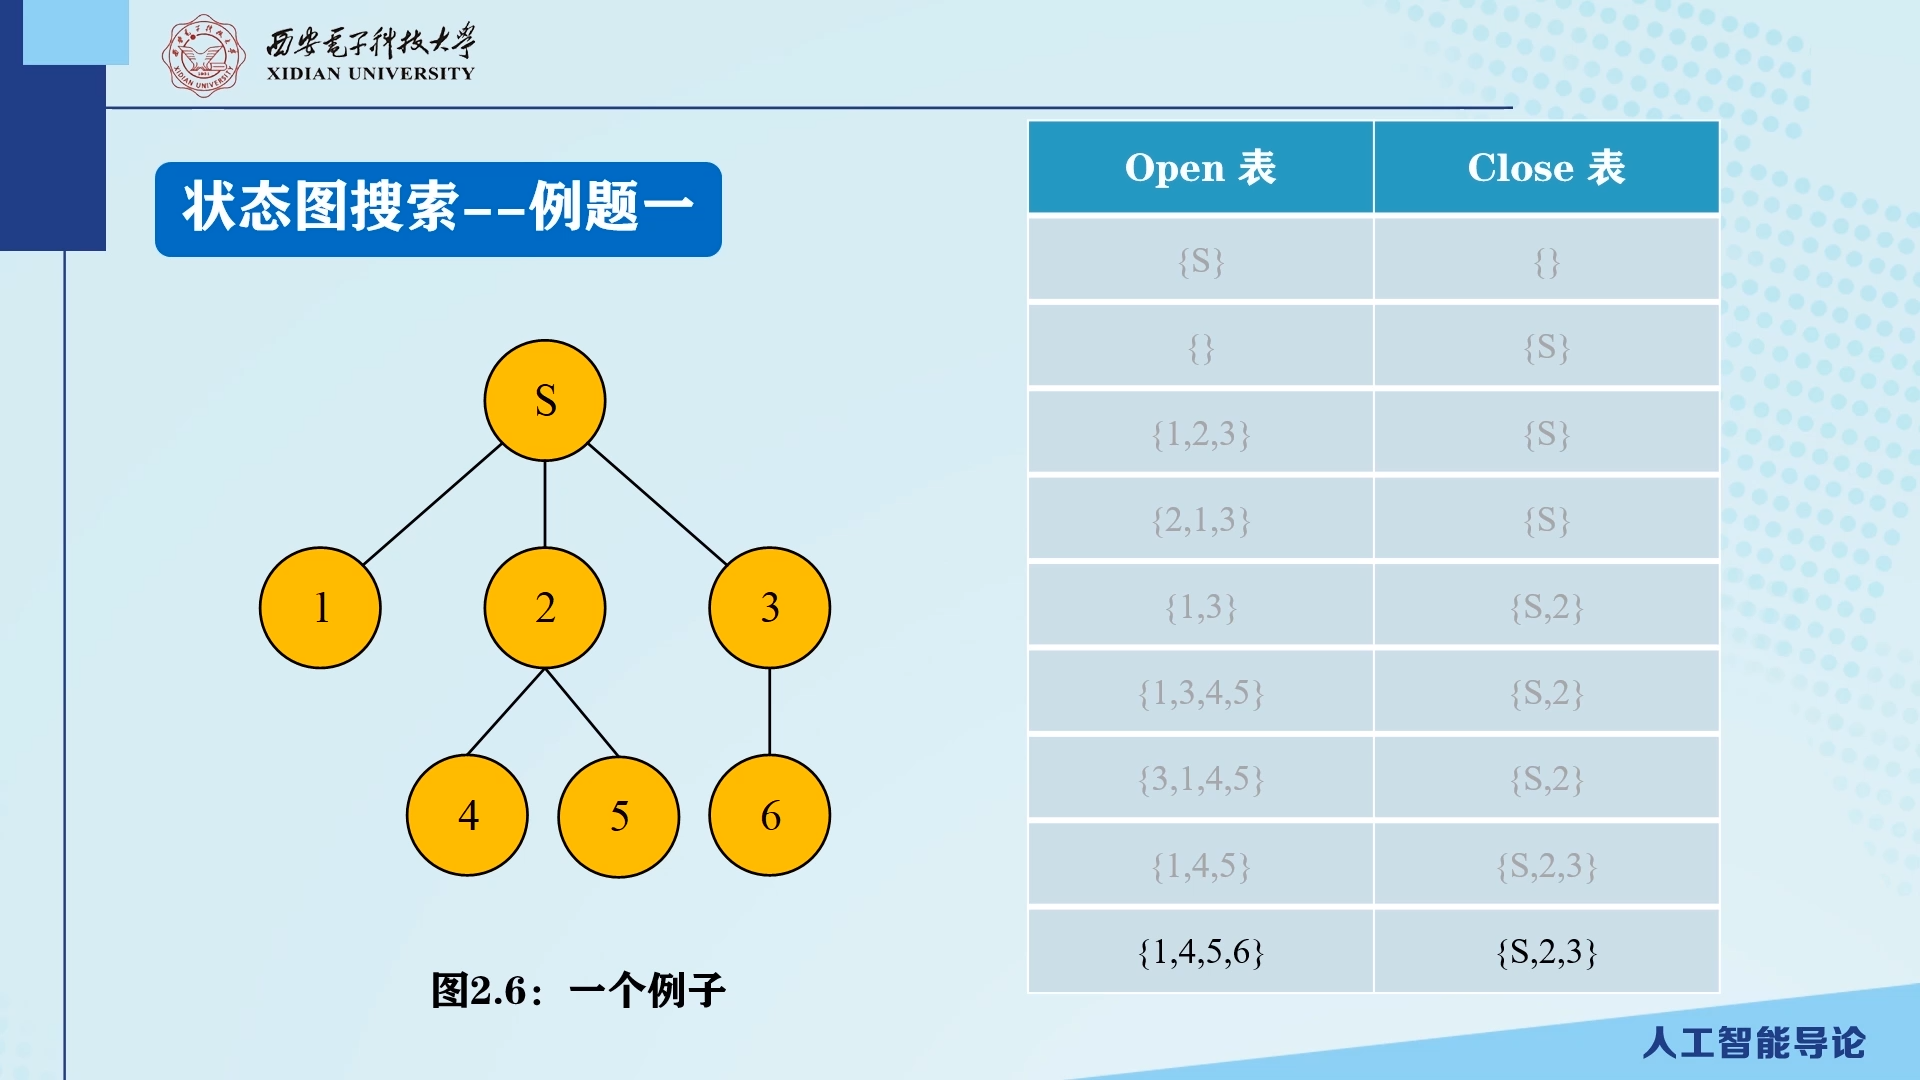 西安电子科技大学
XIDIAN UNIVERSITY
状态图搜索--例题一
S
1
2
3
4
5
6
图2.6：一个例子
Open 表 Close 表
{S} {}
{} {S}
{1,2,3} {S}
{2,1,3} {S}
{1,3} {S,2}
{1,3,4,5} {S,2}
{3,1,4,5} {S,2}
{1,4,5} {S,2,3}
{1,4,5,6} {S,2,3}
人工智能导论